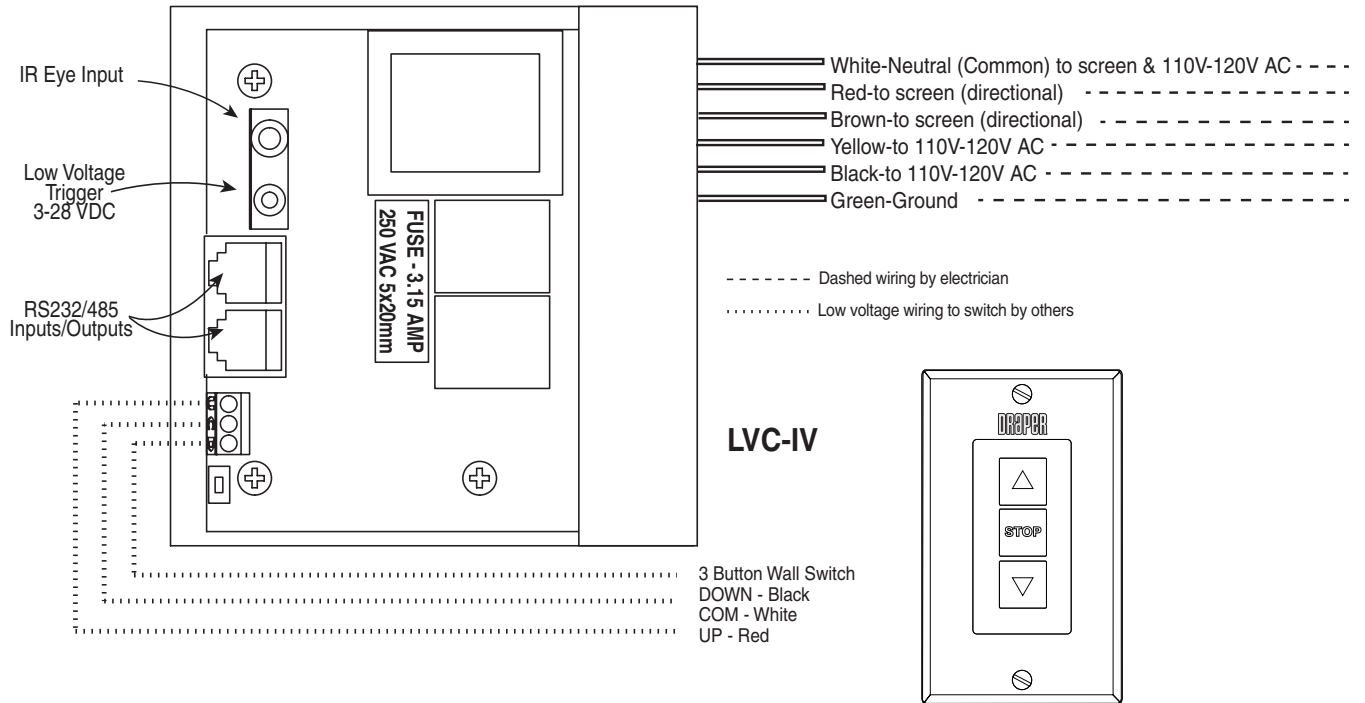 IR Eye Input
Low Voltage
Trigger
3-28 VDC
RS232/485
Inputs/Outputs
FUSE - 3.15 AMP
250 VAC 5x20mm
White-Neutral (Common) to screen & 110V-120V AC
Red-to screen (directional)
Brown-to screen (directional)
Yellow-to 110V-120V AC
Black-to 110V-120V AC
Green-Ground
Dashed wiring by electrician
Low voltage wiring to switch by others
LVC-IV
DRAPER
STOP
3 Button Wall Switch
DOWN - Black
COM - White
UP - Red